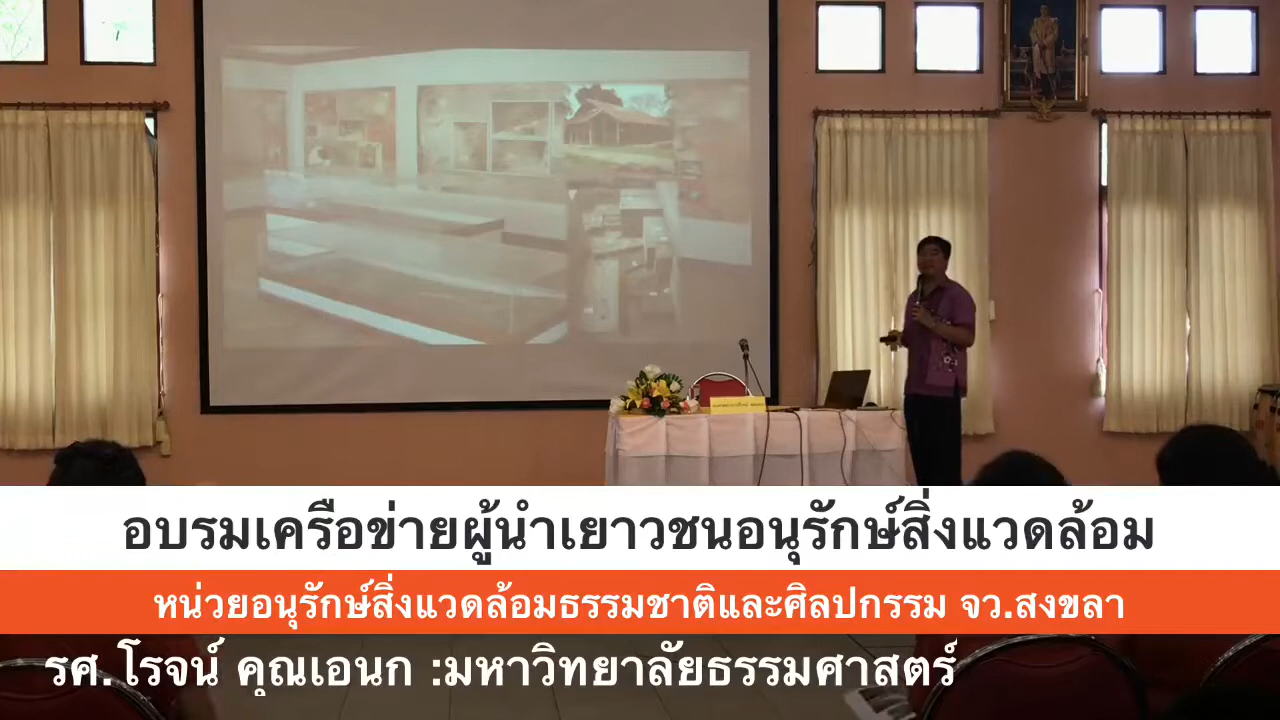 อบรมเครือข่ายผู้นำเยาวชนอนุรักษ์สิ่งแวดล้อม
หน่วยอนุรักษ์สิ่งแวดล้อมธรรมชาติและศิลปกรรม จว.สงขลา
รศ.โรจน์ คุณเอนก :มหาวิทยาลัยธรรมศาสตร์